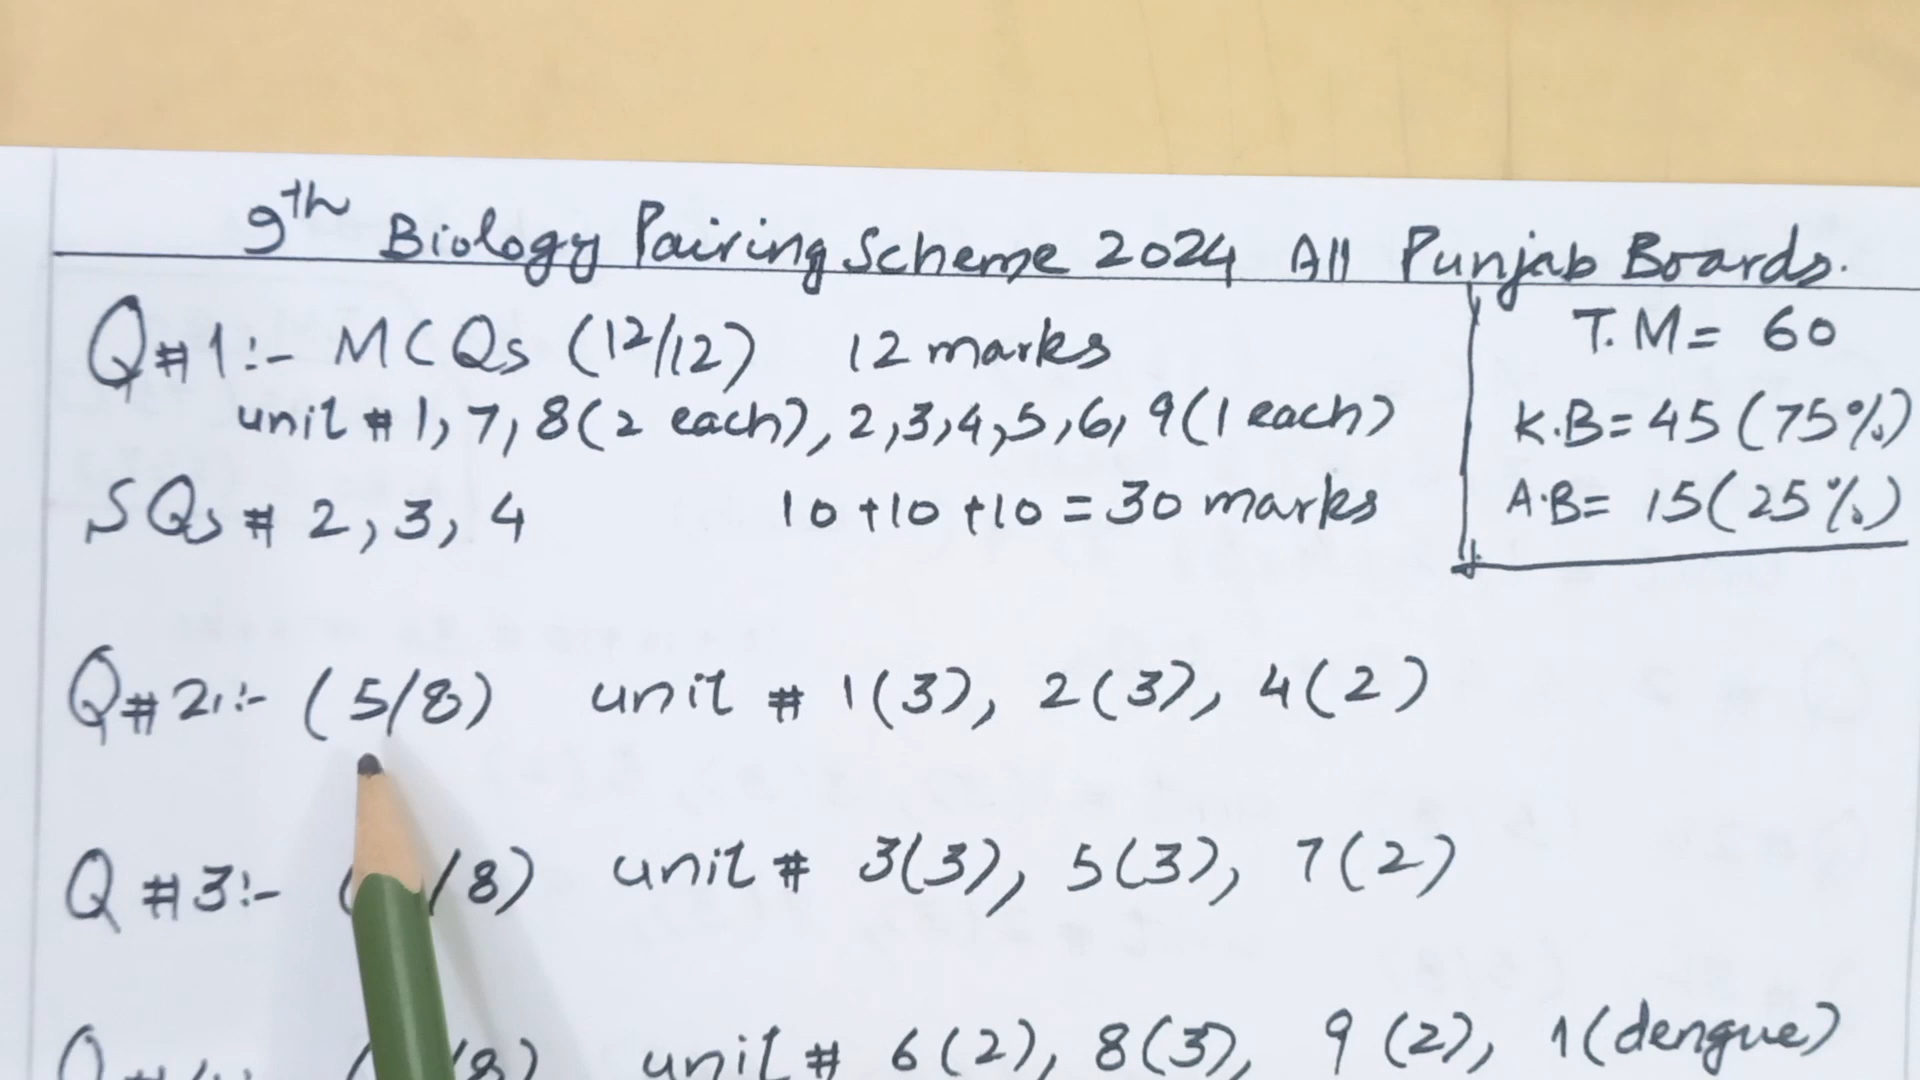 9th Biology Pairing Scheme 2024 All Punjab Boards.
T.M = 60
K.B = 45 (75%)
A.B = 15 (25%)
Q#1:- MCQs (12/12) 12 marks
unit # 1, 7, 8 (2 each), 2,3,4,5,6, 9 (1 each)
SQs # 2, 3, 4 10+10+10 = 30 marks
Q#2:- (5/8) unit # 1(3), 2(3), 4(2)
Q#3:- ( /8) unit # 3(3), 5(3), 7(2)
( /8) unit # 6(2), 8(3), 9(2), 1(dengue)